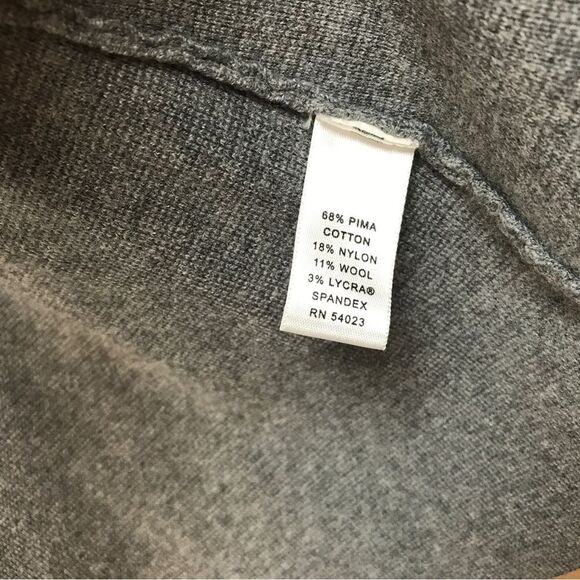 68% PIMA
COTTON
18% NYLON
11% WOOL
3% LYCRA®
SPANDEX
RN 54023